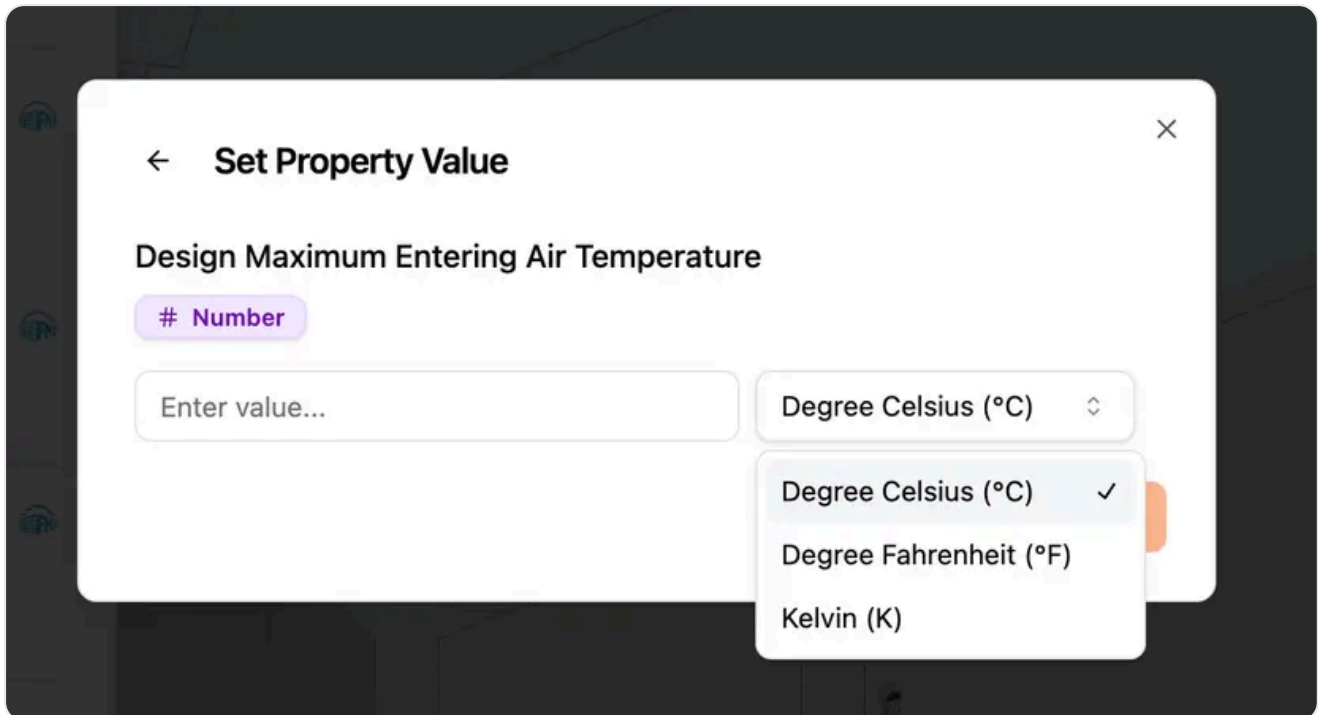 Set Property Value
Design Maximum Entering Air Temperature
# Number
Enter value...
Degree Celsius (°C)
Degree Celsius (°C)
Degree Fahrenheit (°F)
Kelvin (K)